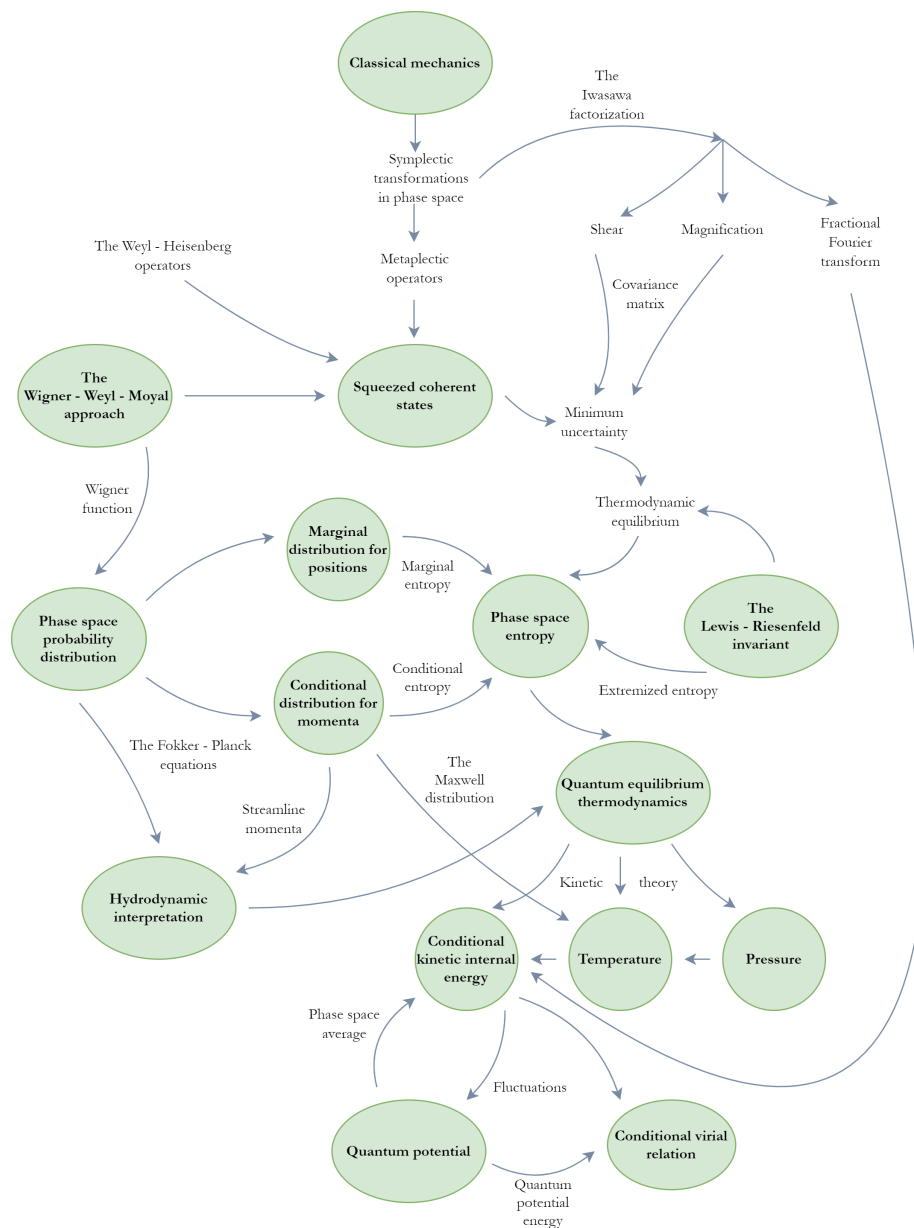 Classical mechanics
The
Iwasawa
factorization
Symplectic
transformations
in phase space
The Weyl - Heisenberg
operators
Metaplectic
operators
Shear
Magnification
Fractional
Fourier
transform
Covariance
matrix
The
Wigner - Weyl - Moyal
approach
Squeezed coherent
states
Minimum
uncertainty
Wigner
function
Thermodynamic
equilibrium
Marginal
distribution for
positions
Marginal
entropy
Phase space
probability
distribution
Phase space
entropy
The
Lewis - Riesenfeld
invariant
Conditional
distribution for
momenta
Conditional
entropy
Extremized entropy
The Fokker - Planck
equations
The
Maxwell
distribution
Quantum equilibrium
thermodynamics
Streamline
momenta
Kinetic theory
Hydrodynamic
interpretation
Conditional
kinetic internal
energy
Temperature
Pressure
Phase space
average
Fluctuations
Quantum potential
Conditional virial
relation
Quantum
potential
energy